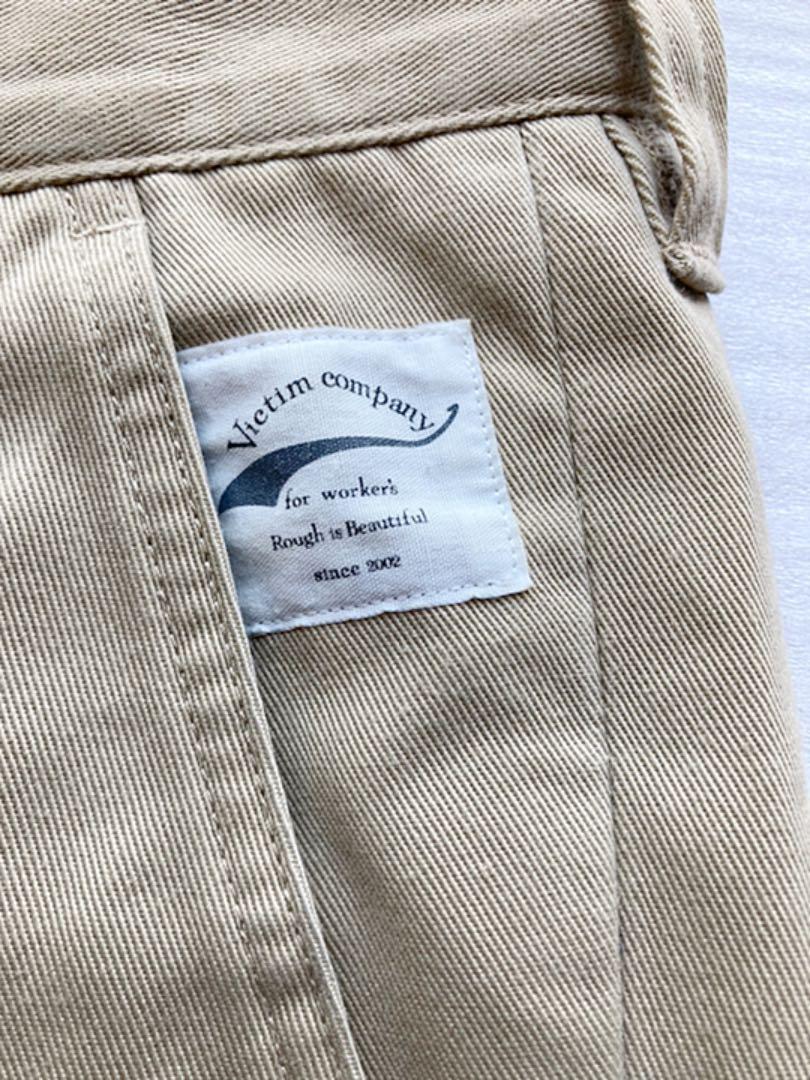 Victim company
for worker's
Rough is Beautiful
since 2002